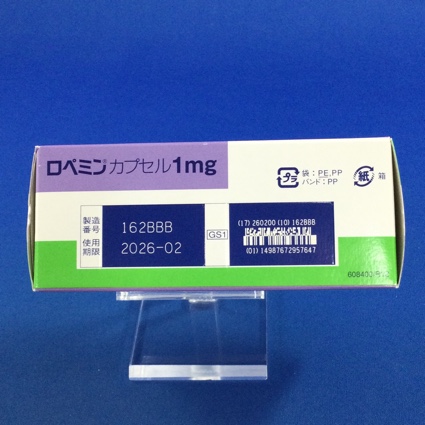 ロペミン®カプセル1mg
プラ
袋:PE,PP
バンド:PP
紙
箱
製造番号 162BBB
使用期限 2026-02
GS1
(17) 260200 (10) 162BBB
(01) 14987672957647